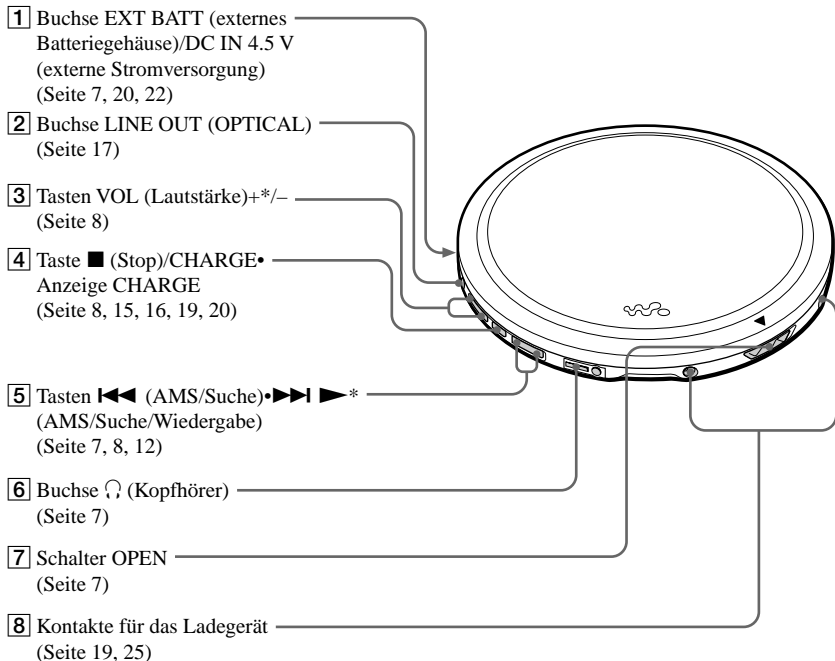 1 Buchse EXT BATT (externes
Batteriegehäuse)/DC IN 4.5 V
(externe Stromversorgung)
(Seite 7, 20, 22)
2 Buchse LINE OUT (OPTICAL)
(Seite 17)
3 Tasten VOL (Lautstärke)+*/–
(Seite 8)
4 Taste ■ (Stop)/CHARGE•
Anzeige CHARGE
(Seite 8, 15, 16, 19, 20)
5 Tasten ⏮ (AMS/Suche)•⏭ ►*
(AMS/Suche/Wiedergabe)
(Seite 7, 8, 12)
6 Buchse 🎧 (Kopfhörer)
(Seite 7)
7 Schalter OPEN
(Seite 7)
8 Kontakte für das Ladegerät
(Seite 19, 25)